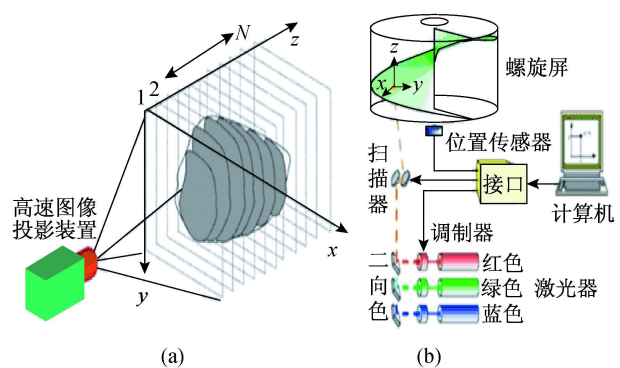 N
z
1 2
高速图像
投影装置
x
y
(a)
z
x
y
螺旋屏
位置传感器
扫描器
接口
计算机
调制器
二向色
红色
绿色 激光器
蓝色
(b)